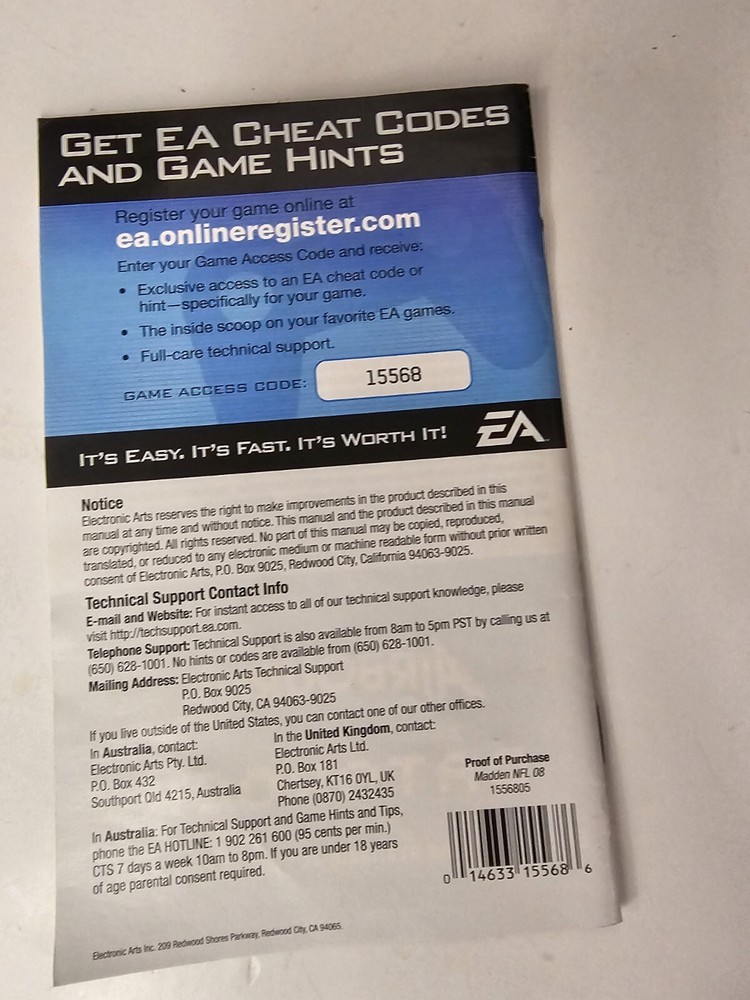 GET EA CHEAT CODES
AND GAME HINTS
Register your game online at
ea.onlineregister.com
Enter your Game Access Code and receive:
• Exclusive access to an EA cheat code or
hint—specifically for your game.
• The inside scoop on your favorite EA games.
• Full-care technical support.
GAME ACCESS CODE: 15568
IT'S EASY. IT'S FAST. IT'S WORTH IT! EA
Notice
Electronic Arts reserves the right to make improvements in the product described in this
manual at any time and without notice. This manual and the product described in this manual
are copyrighted. All rights reserved. No part of this manual may be copied, reproduced,
translated, or reduced to any electronic medium or machine readable form without prior written
consent of Electronic Arts, P.O. Box 9025, Redwood City, California 94063-9025.
Technical Support Contact Info
E-mail and Website: For instant access to all of our technical support knowledge, please
visit http://techsupport.ea.com.
Telephone Support: Technical Support is also available from 8am to 5pm PST by calling us at
(650) 628-1001. No hints or codes are available from (650) 628-1001.
Mailing Address: Electronic Arts Technical Support
P.O. Box 9025
Redwood City, CA 94063-9025
If you live outside of the United States, you can contact one of our other offices.
In Australia, contact:
Electronic Arts Pty. Ltd.
P.O. Box 432
Southport Qld 4215, Australia
In the United Kingdom, contact:
Electronic Arts Ltd.
P.O. Box 181
Chertsey, KT16 0YL, UK
Phone (0870) 2432435
In Australia: For Technical Support and Game Hints and Tips,
phone the EA HOTLINE: 1 902 261 600 (95 cents per min.)
CTS 7 days a week 10am to 8pm. If you are under 18 years
of age parental consent required.
Proof of Purchase
Madden NFL 08
1556805
0 14633 15568 6
Electronic Arts Inc. 209 Redwood Shores Parkway, Redwood City, CA 94065.